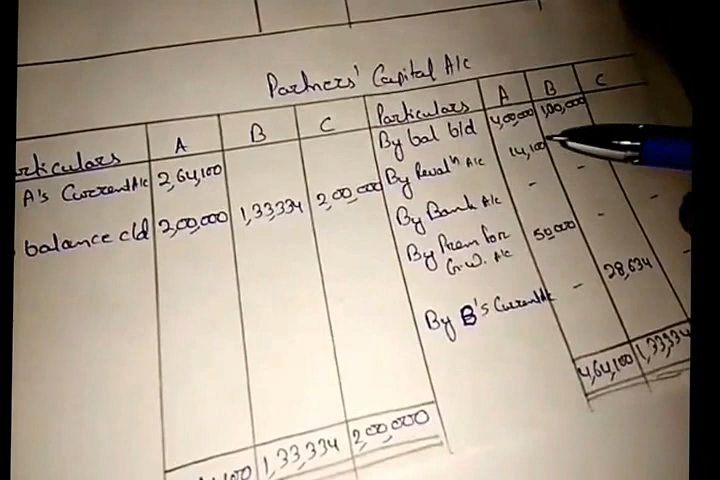 Partners' Capital A/c
rticulars A B C Particulars A B C
A's Current A/c 2,64,100 By bal b/d 4,00,000 1,00,000
balance c/d 2,00,000 1,33,334 2,00,000 By Reval'n A/c 14,100
By Bank A/c - -
By Prem for G.W. A/c 50,000 - -
By B's Current A/c - 28,634 -
4,64,100 1,33,334
,100 1,33,334 2,00,000